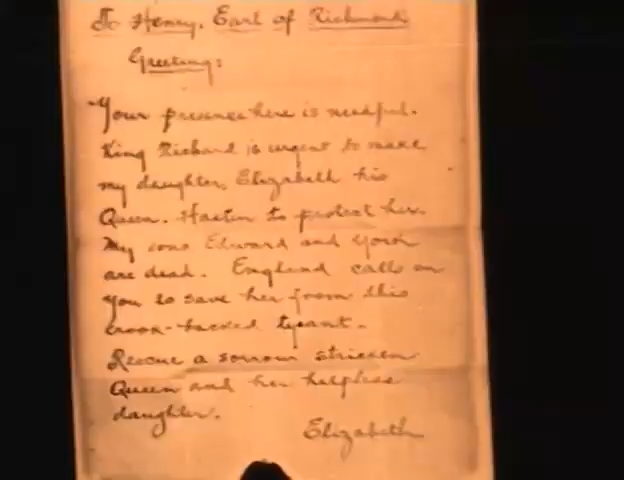 To Henry, Earl of Richmond
Greeting:
"Your presence here is needful.
King Richard is urgent to make
my daughter, Elizabeth his
Queen. Hasten to protect her.
My sons Edward and York
are dead. England calls on
you to save her from this
crook-backed tyrant.
Rescue a sorrow stricken
Queen and her helpless
daughter.
Elizabeth